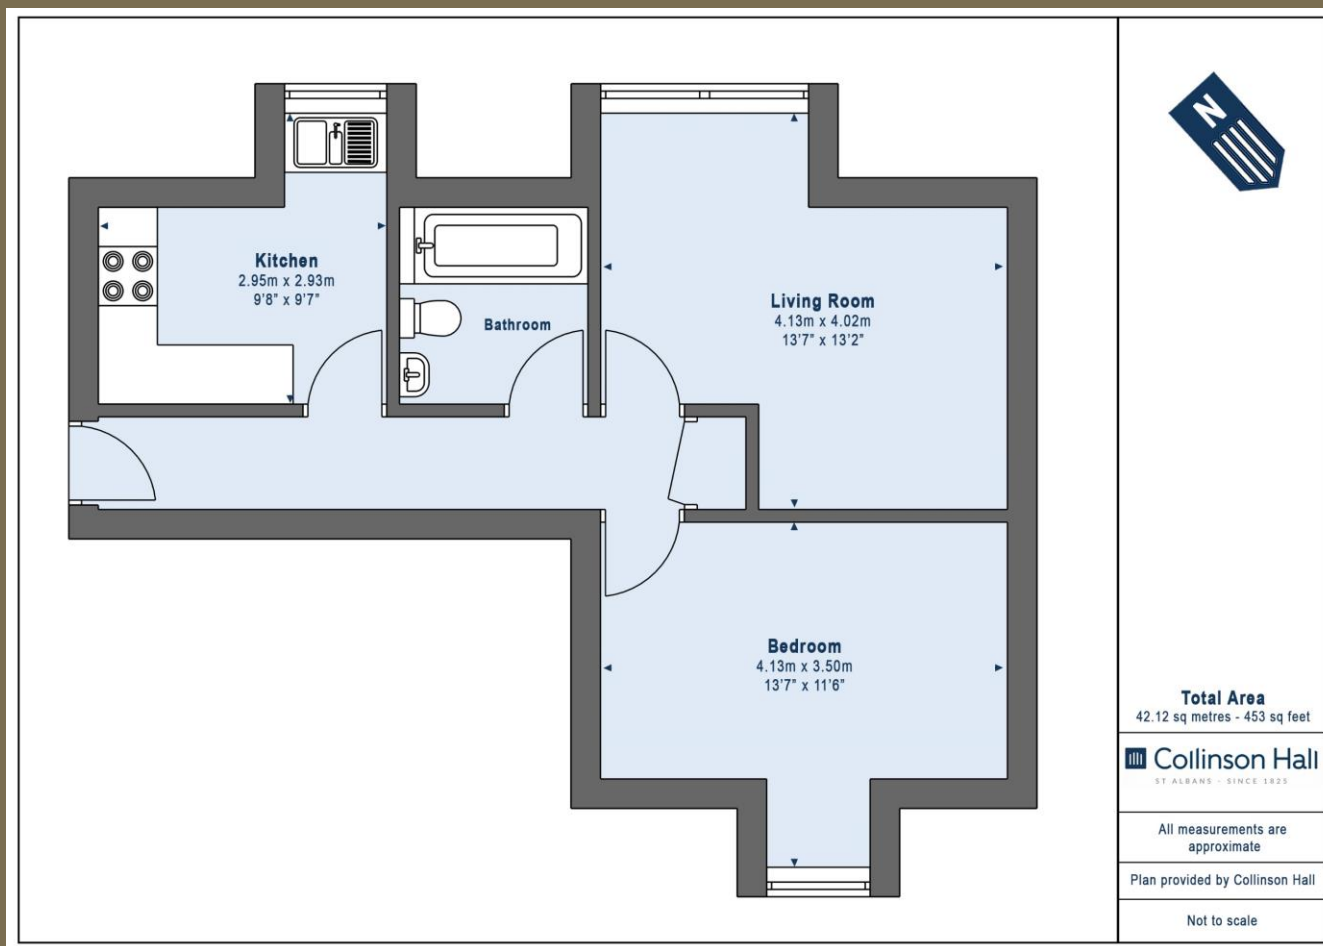 N
Kitchen
2.95m x 2.93m
9'8" x 9'7"
Bathroom
Living Room
4.13m x 4.02m
13'7" x 13'2"
Bedroom
4.13m x 3.50m
13'7" x 11'6"
Total Area
42.12 sq metres - 453 sq feet
Collinson Hall
ST ALBANS - SINCE 1825
All measurements are
approximate
Plan provided by Collinson Hall
Not to scale